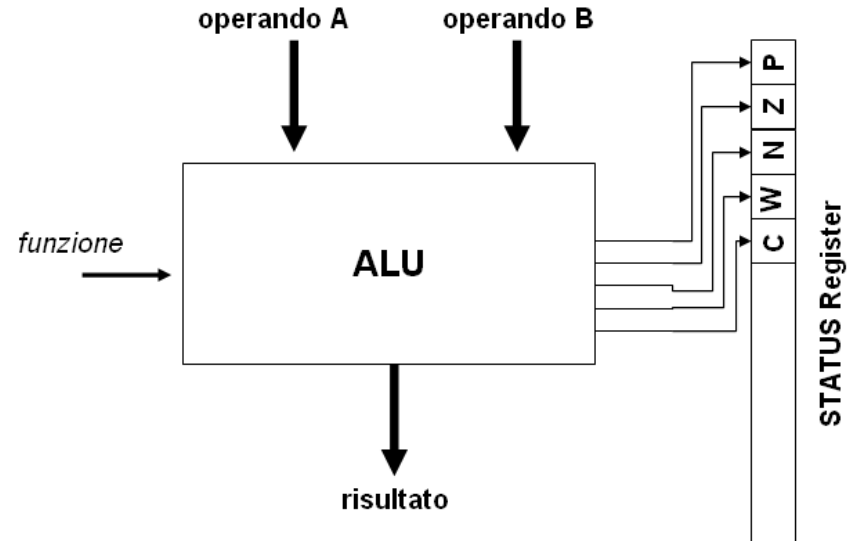 operando A
operando B
P
Z
N
W
C
funzione
ALU
STATUS Register
risultato